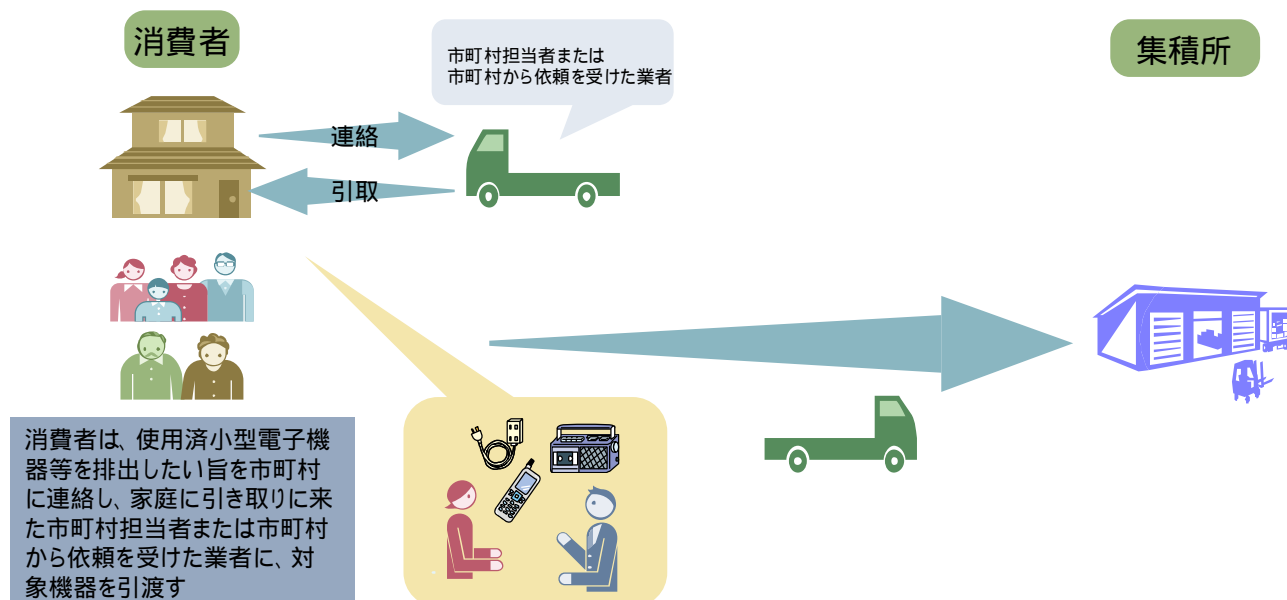 消費者
市町村担当者または
市町村から依頼を受けた業者
集積所
連絡
引取
消費者は、使用済小型電子機
器等を排出したい旨を市町村
に連絡し、家庭に引き取りに来
た市町村担当者または市町村
から依頼を受けた業者に、対
象機器を引渡す